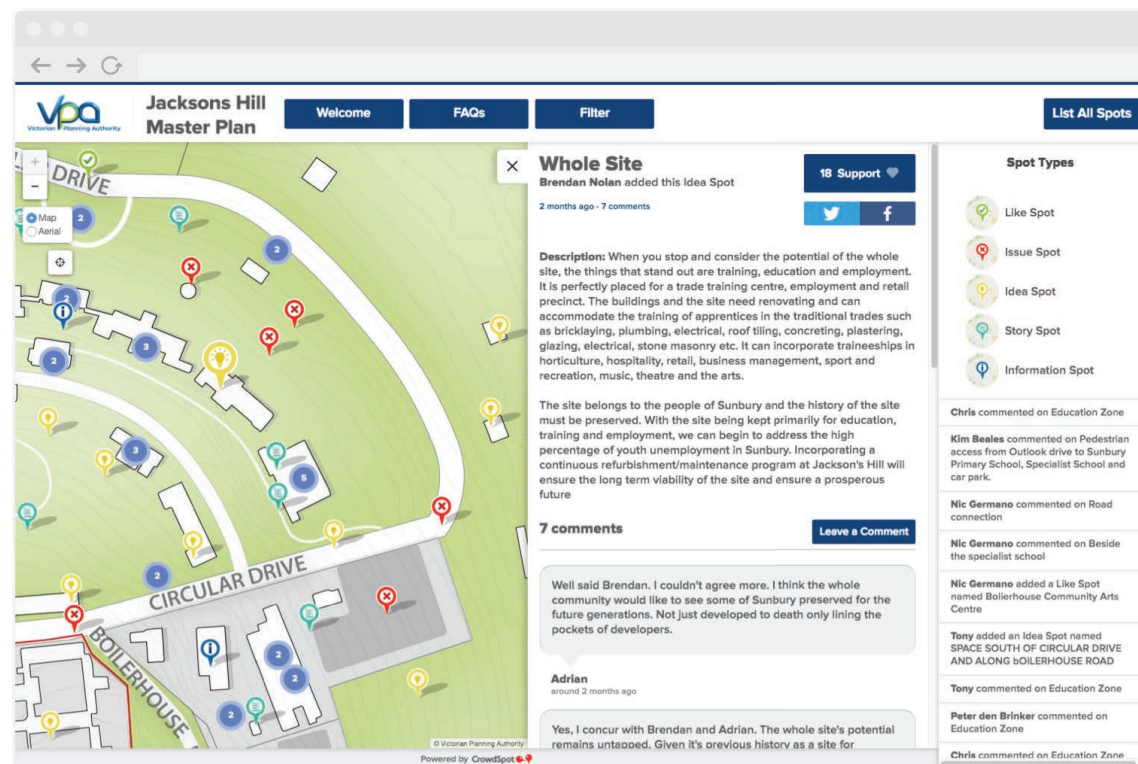 vpa
Victorian Planning Authority
Jacksons Hill
Master Plan
Welcome
FAQs
Filter
List All Spots
+
-
Map
Aerial
DRIVE
2
2
2
3
2
3
5
2
CIRCULAR DRIVE
BOILERHOUSE
2
2
2
© Victorian Planning Authority
Whole Site
Brendan Nolan added this Idea Spot
2 months ago - 7 comments
18 Support
Description: When you stop and consider the potential of the whole
site, the things that stand out are training, education and employment.
It is perfectly placed for a trade training centre, employment and retail
precinct. The buildings and the site need renovating and can
accommodate the training of apprentices in the traditional trades such
as bricklaying, plumbing, electrical, roof tiling, concreting, plastering,
glazing, electrical, stone masonry etc. It can incorporate traineeships in
horticulture, hospitality, retail, business management, sport and
recreation, music, theatre and the arts.
The site belongs to the people of Sunbury and the history of the site
must be preserved. With the site being kept primarily for education,
training and employment, we can begin to address the high
percentage of youth unemployment in Sunbury. Incorporating a
continuous refurbishment/maintenance program at Jackson's Hill will
ensure the long term viability of the site and ensure a prosperous
future
7 comments
Leave a Comment
Well said Brendan. I couldn't agree more. I think the whole
community would like to see some of Sunbury preserved for the
future generations. Not just developed to death only lining the
pockets of developers.
Adrian
around 2 months ago
Yes, I concur with Brendan and Adrian. The whole site's potential
remains untapped. Given it's previous history as a site for
Spot Types
Like Spot
Issue Spot
Idea Spot
Story Spot
Information Spot
Chris commented on Education Zone
Kim Beales commented on Pedestrian
access from Outlook drive to Sunbury
Primary School, Specialist School and
car park.
Nic Germano commented on Road
connection
Nic Germano commented on Beside
the specialist school
Nic Germano added a Like Spot
named Bolierhouse Community Arts
Centre
Tony added an Idea Spot named
SPACE SOUTH OF CIRCULAR DRIVE
AND ALONG bOILERHOUSE ROAD
Tony commented on Education Zone
Peter den Brinker commented on
Education Zone
Chris commented on Education Zone
Powered by CrowdSpot